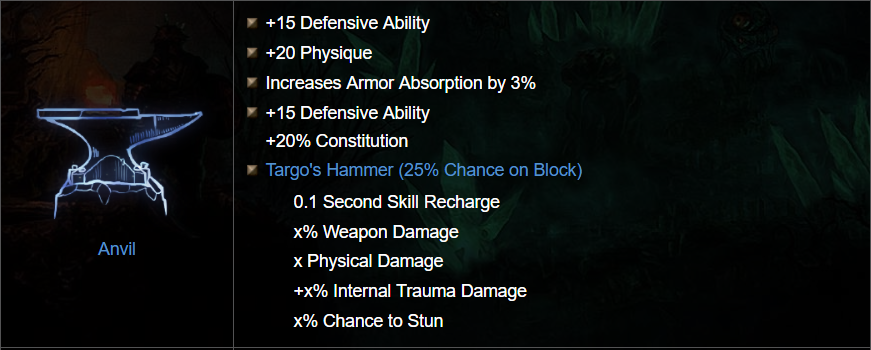 +15 Defensive Ability
+20 Physique
Increases Armor Absorption by 3%
+15 Defensive Ability
+20% Constitution
Targo's Hammer (25% Chance on Block)
0.1 Second Skill Recharge
x% Weapon Damage
x Physical Damage
+x% Internal Trauma Damage
x% Chance to Stun
Anvil